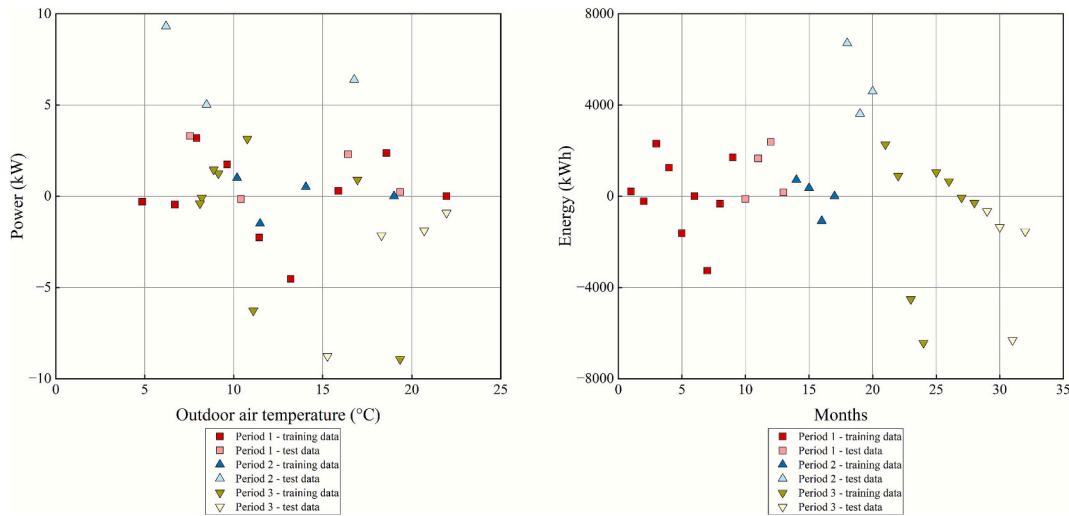 10
5
0
−5
−10
Power (kW)
0
5
10
15
20
25
Outdoor air temperature (°C)
Period 1 - training data
Period 1 - test data
Period 2 - training data
Period 2 - test data
Period 3 - training data
Period 3 - test data
8000
4000
0
−4000
−8000
Energy (kWh)
0
5
10
15
20
25
30
35
Months
Period 1 - training data
Period 1 - test data
Period 2 - training data
Period 2 - test data
Period 3 - training data
Period 3 - test data